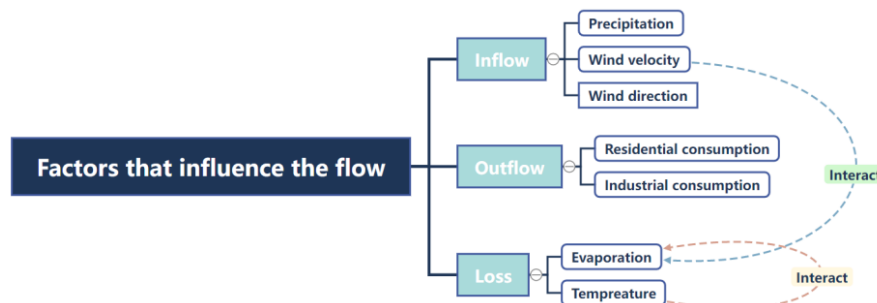 Factors that influence the flow
Inflow
Precipitation
Wind velocity
Wind direction
Outflow
Residential consumption
Industrial consumption
Loss
Evaporation
Tempreature
Interact
Interact